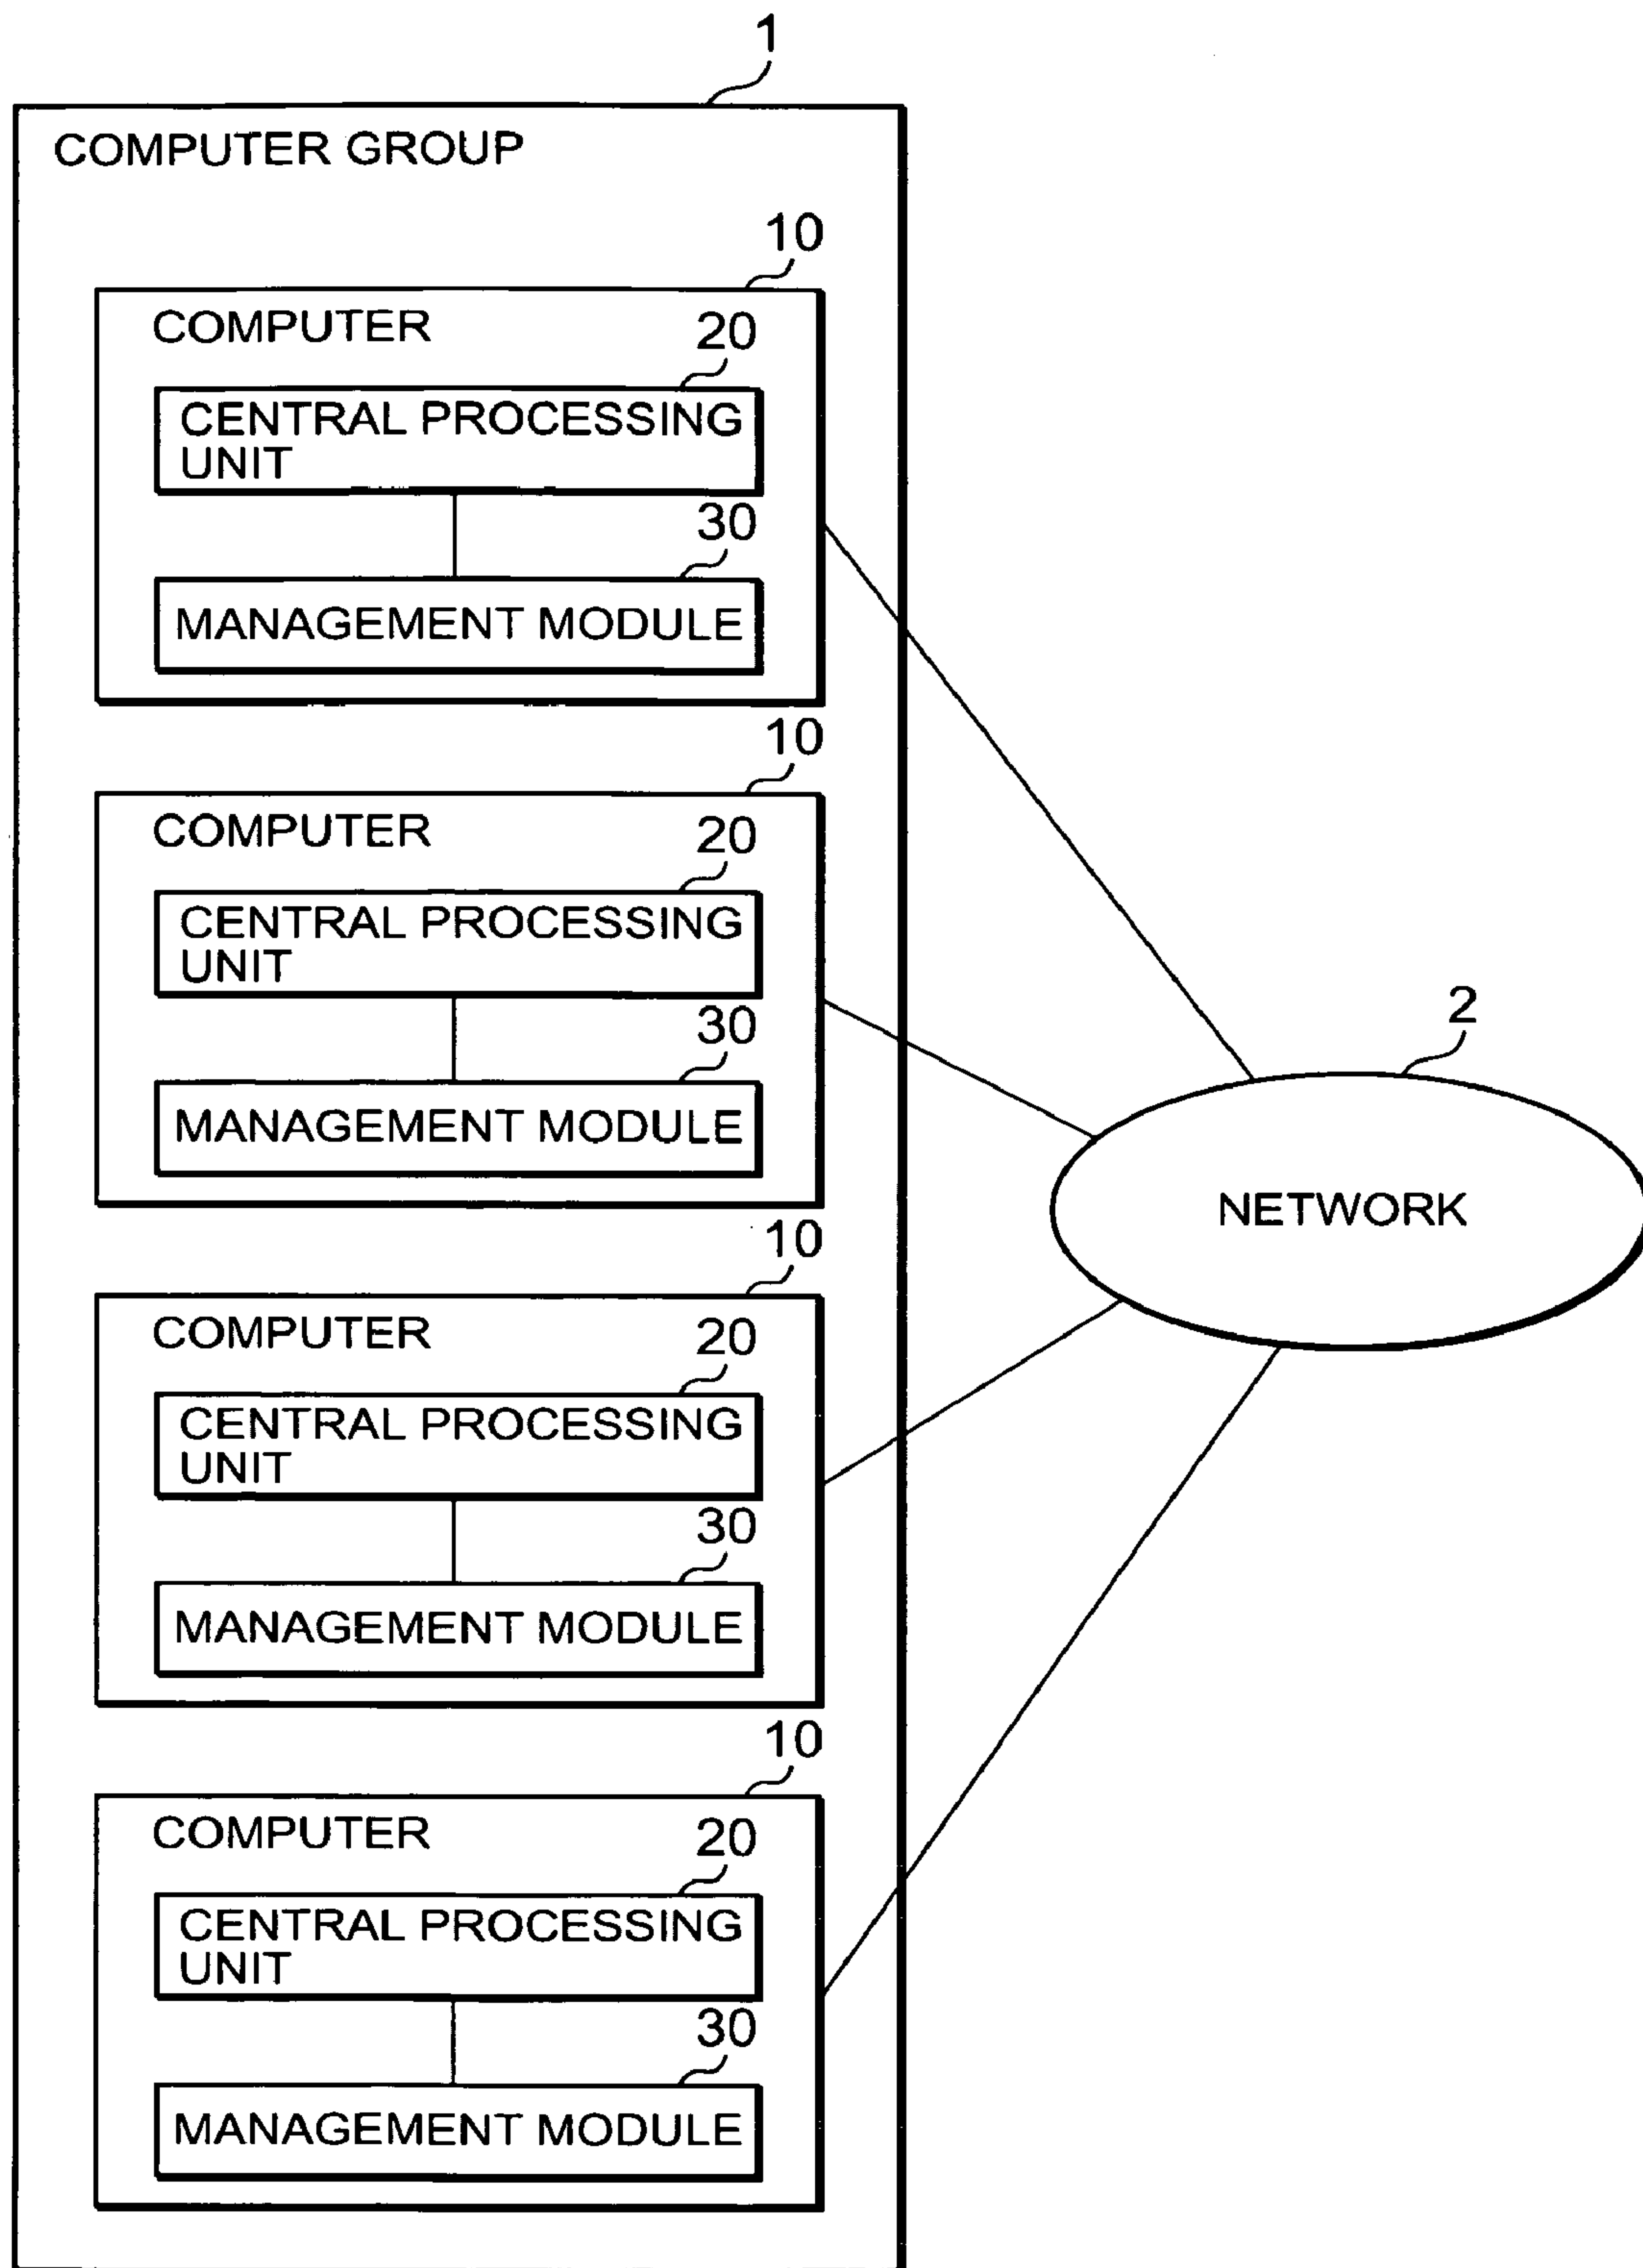 1
COMPUTER GROUP
10
COMPUTER
20
CENTRAL PROCESSING
UNIT
30
MANAGEMENT MODULE
10
COMPUTER
20
CENTRAL PROCESSING
UNIT
30
MANAGEMENT MODULE
10
COMPUTER
20
CENTRAL PROCESSING
UNIT
30
MANAGEMENT MODULE
10
COMPUTER
20
CENTRAL PROCESSING
UNIT
30
MANAGEMENT MODULE
2
NETWORK